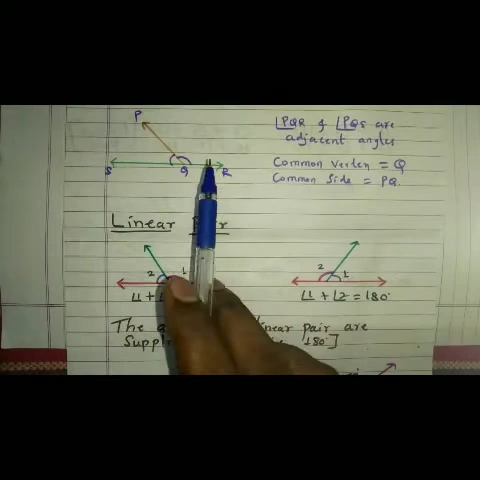 P
S Q R
∠PQR & ∠PQS are
adjacent angles
Common vertex = Q
Common side = PQ.
Linear
2 1
∠1 +
2 1
∠1 + ∠2 = 180°
The linear pair are
180°]